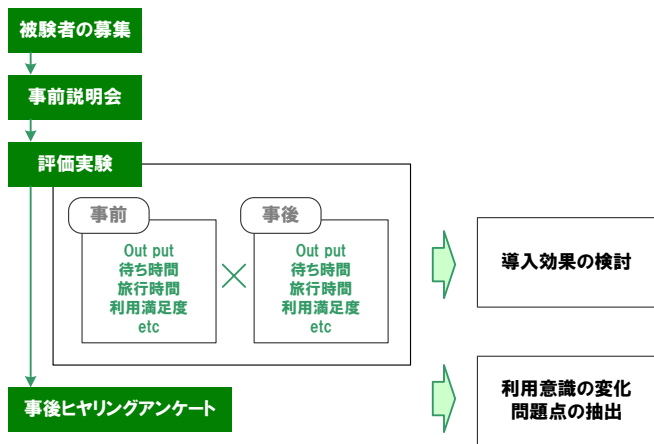 被験者の募集
事前説明会
評価実験
事前
Out put
待ち時間
旅行時間
利用満足度
etc
×
事後
Out put
待ち時間
旅行時間
利用満足度
etc
導入効果の検討
事後ヒヤリングアンケート
利用意識の変化
問題点の抽出